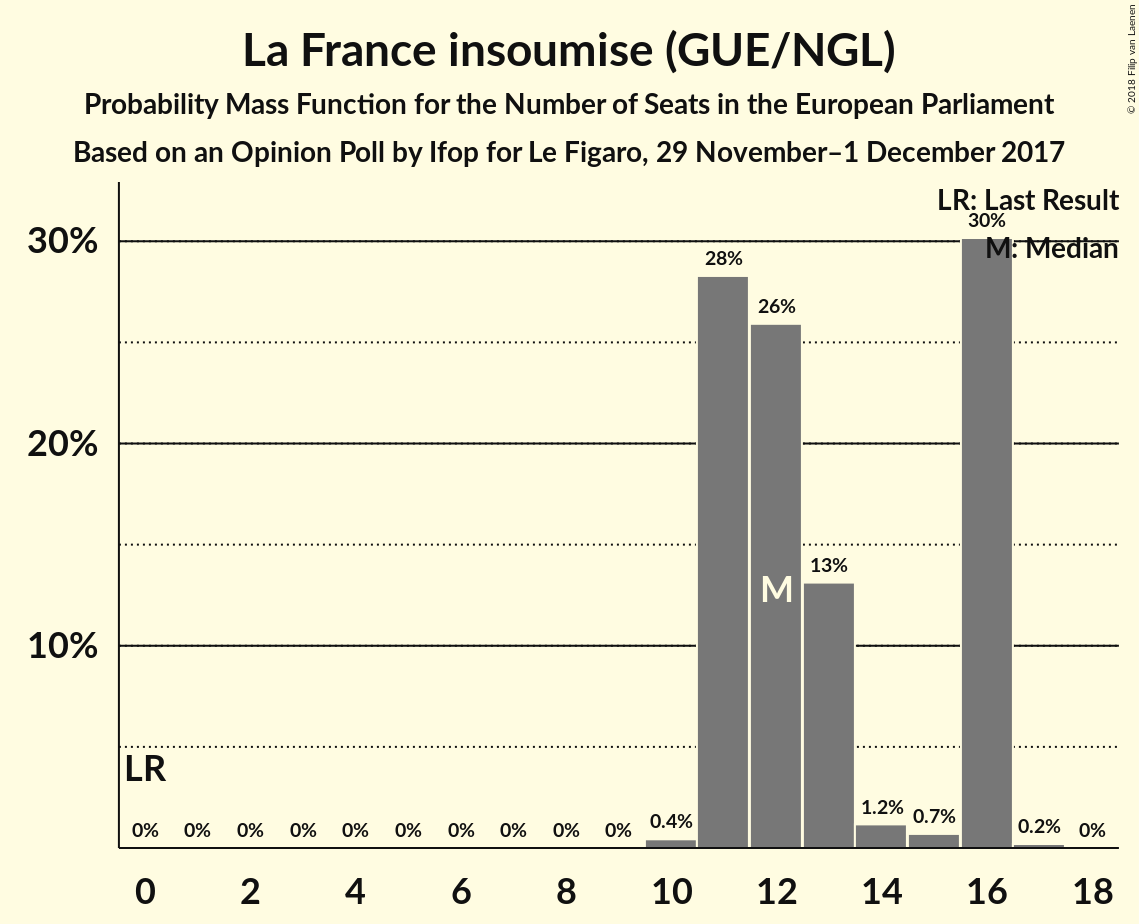 La France insoumise (GUE/NGL)
Probability Mass Function for the Number of Seats in the European Parliament
Based on an Opinion Poll by Ifop for Le Figaro, 29 November–1 December 2017
© 2018 Filip van Laenen
LR: Last Result
M: Median
30%
20%
10%
LR
M
0% 0% 0% 0% 0% 0% 0% 0% 0% 0% 0.4% 28% 26% 13% 1.2% 0.7% 30% 0.2% 0%
0 2 4 6 8 10 12 14 16 18